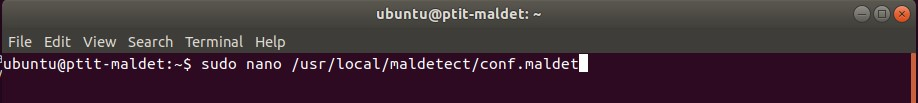 ubuntu@ptit-maldet: ~
File Edit View Search Terminal Help
ubuntu@ptit-maldet:~$ sudo nano /usr/local/maldetect/conf.maldet